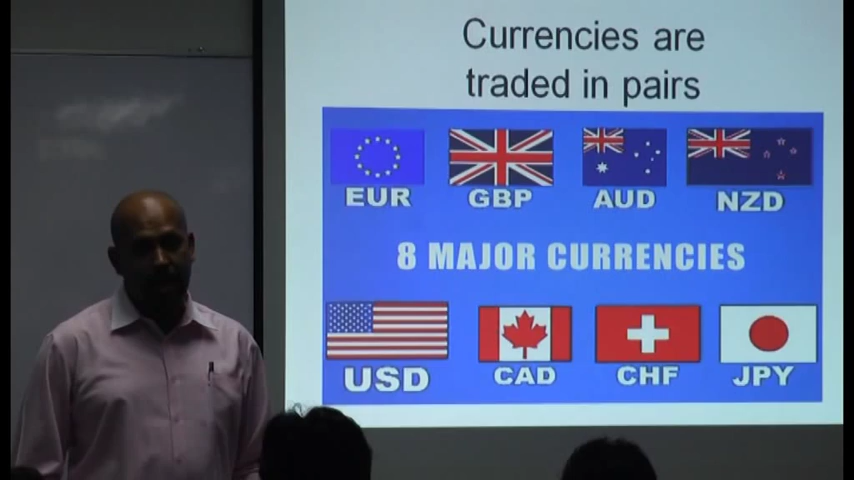 Currencies are
traded in pairs
EUR GBP AUD NZD
8 MAJOR CURRENCIES
USD CAD CHF JPY